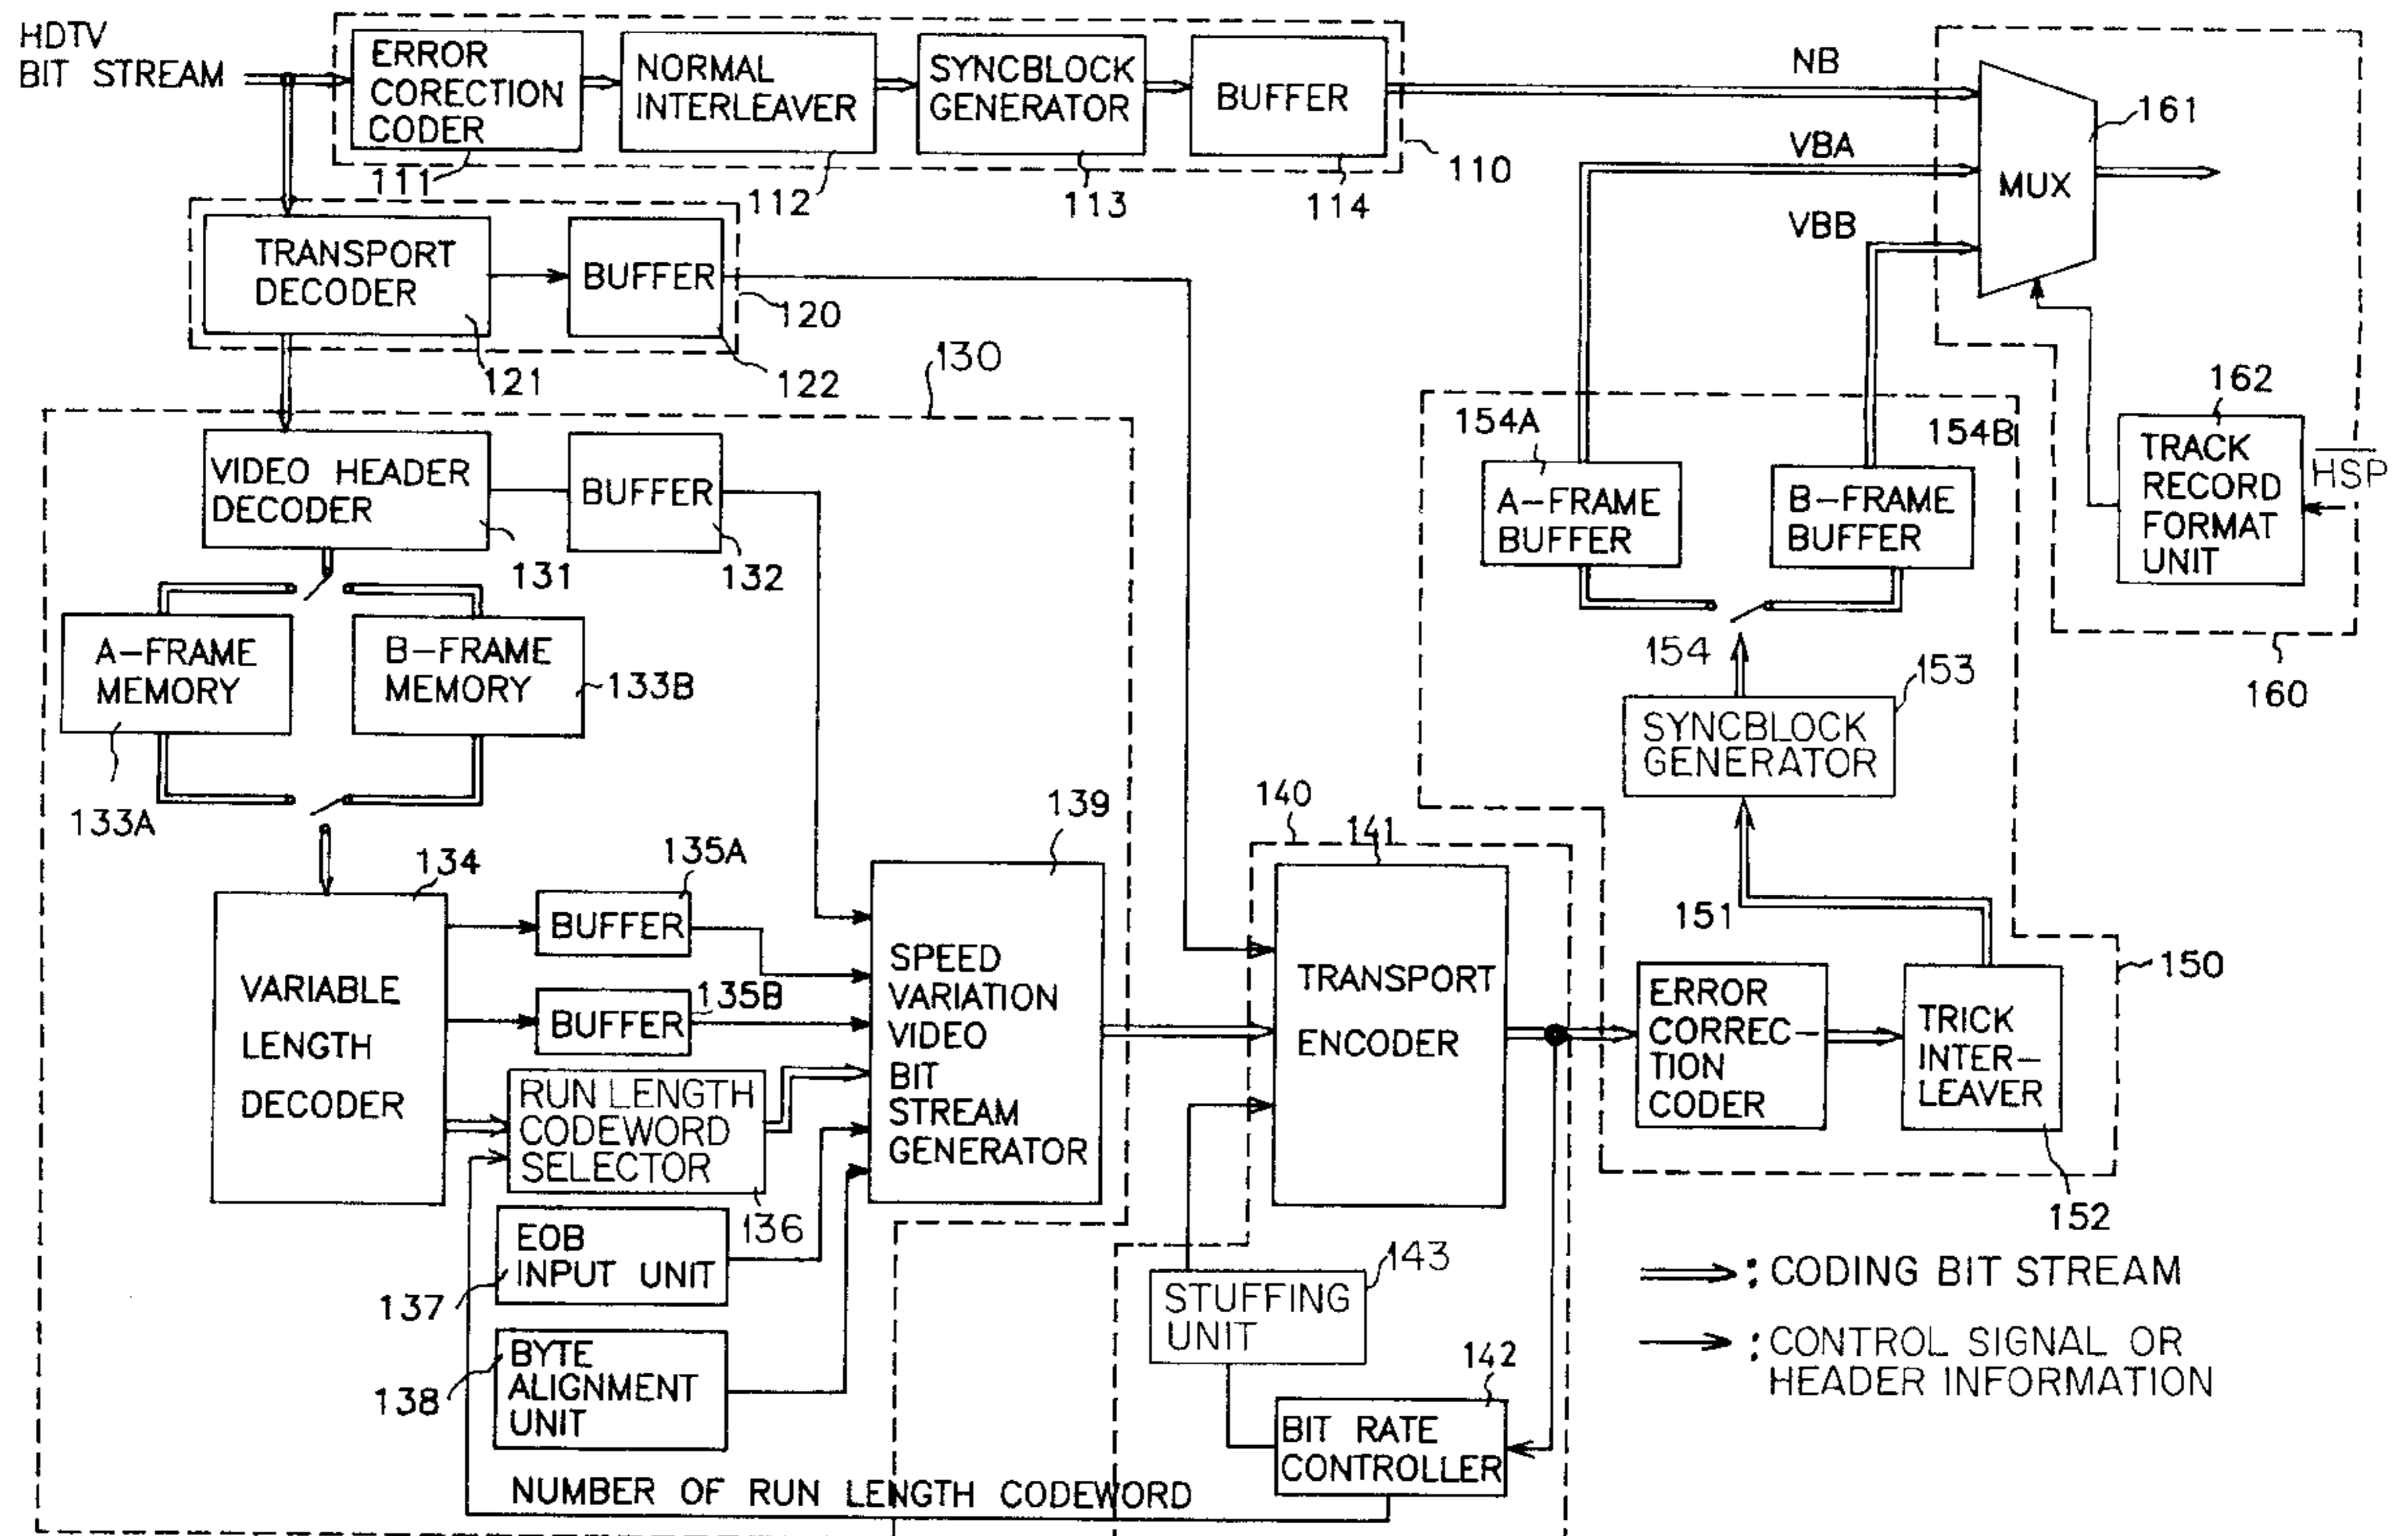 HDTV
BIT STREAM
ERROR
CORECTION
CODER
111
NORMAL
INTERLEAVER
112
SYNCBLOCK
GENERATOR
113
BUFFER
114
110
NB
VBA
VBB
MUX
161
TRANSPORT
DECODER
121
BUFFER
122
120
130
VIDEO HEADER
DECODER
131
BUFFER
132
A-FRAME
MEMORY
133A
B-FRAME
MEMORY
133B
134
VARIABLE
LENGTH
DECODER
135A
BUFFER
135B
BUFFER
RUN LENGTH
CODEWORD
SELECTOR
136
EOB
INPUT UNIT
137
BYTE
ALIGNMENT
UNIT
138
139
SPEED
VARIATION
VIDEO
BIT
STREAM
GENERATOR
NUMBER OF RUN LENGTH CODEWORD
140
141
TRANSPORT
ENCODER
143
STUFFING
UNIT
142
BIT RATE
CONTROLLER
154A
A-FRAME
BUFFER
154B
B-FRAME
BUFFER
154
153
SYNCBLOCK
GENERATOR
151
ERROR
CORREC-
TION
CODER
TRICK
INTER-
LEAVER
152
150
162
TRACK
RECORD
FORMAT
UNIT
HSP
160
: CODING BIT STREAM
: CONTROL SIGNAL OR
HEADER INFORMATION